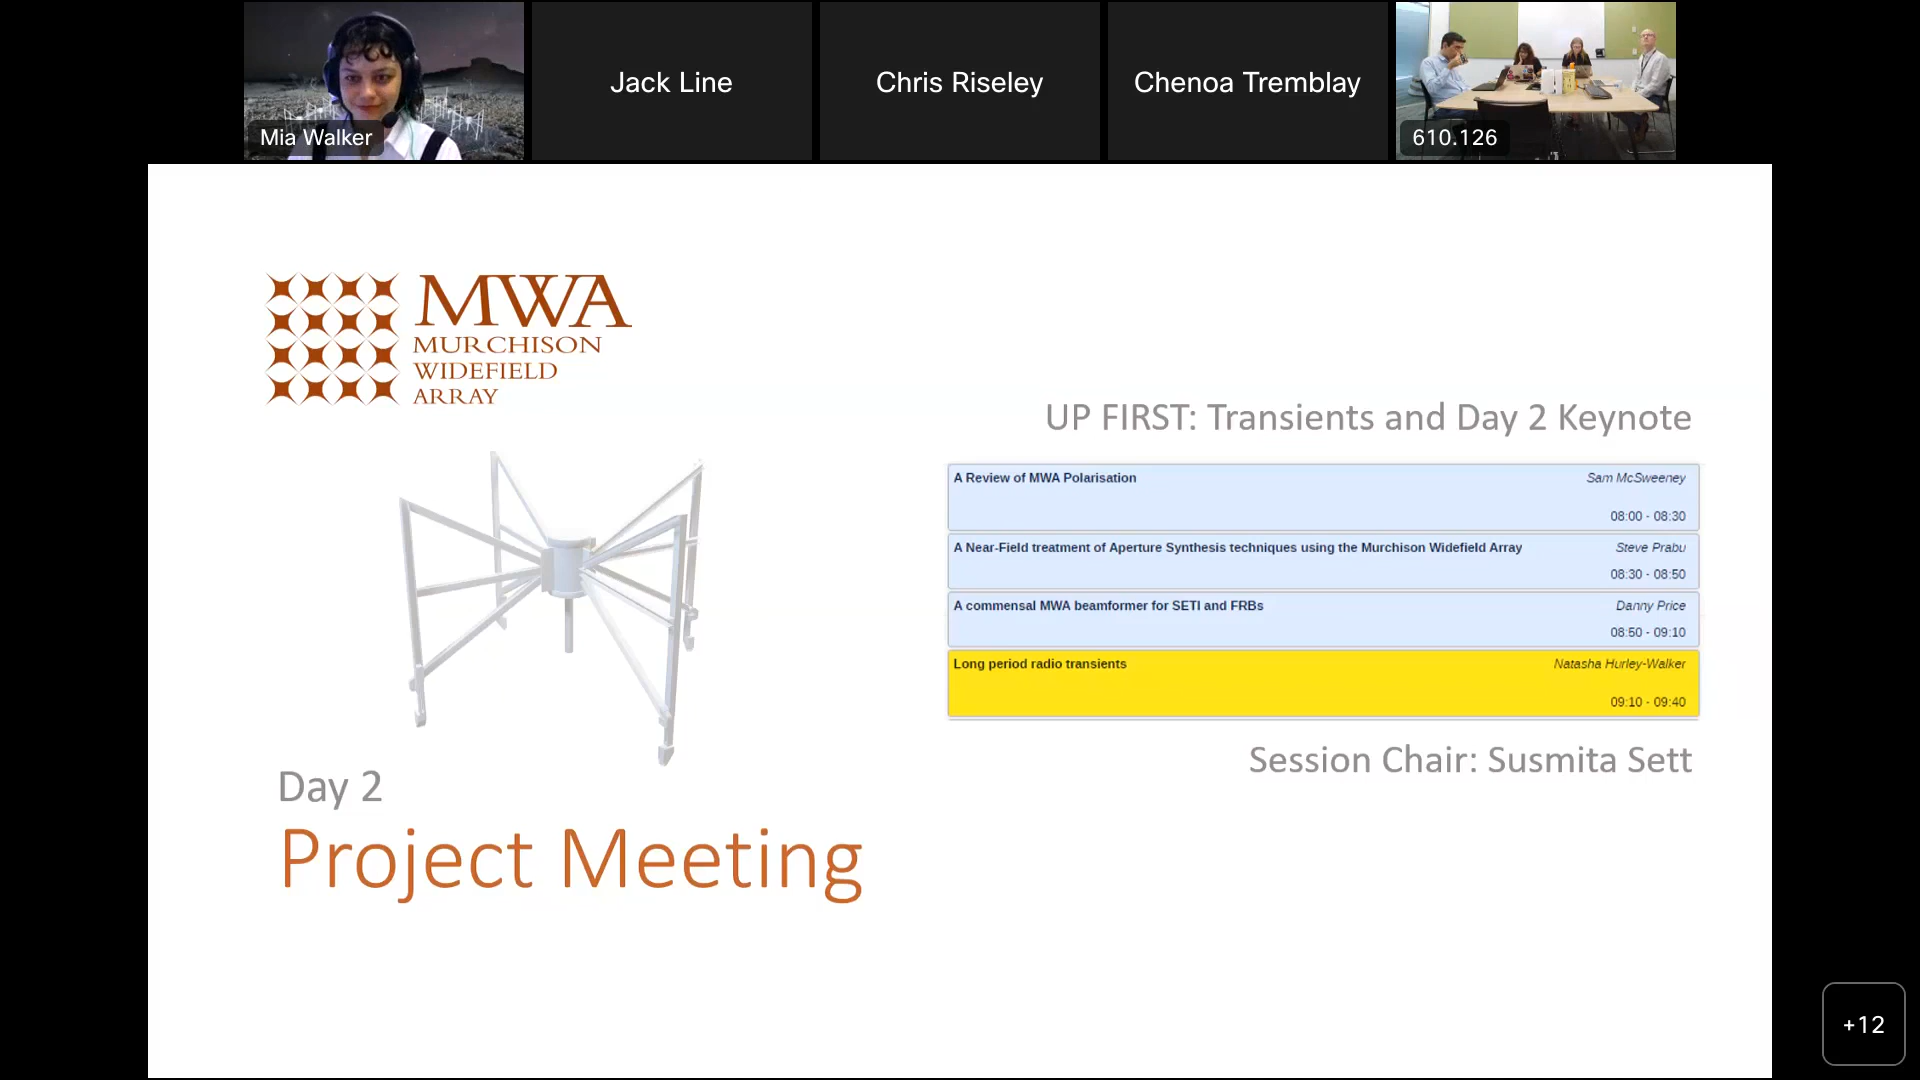 Mia Walker
Jack Line
Chris Riseley
Chenoa Tremblay
610.126
MWA
MURCHISON
WIDEFIELD
ARRAY
UP FIRST: Transients and Day 2 Keynote
A Review of MWA Polarisation Sam McSweeney
08:00 - 08:30
A Near-Field treatment of Aperture Synthesis techniques using the Murchison Widefield Array Steve Prabu
08:30 - 08:50
A commensal MWA beamformer for SETI and FRBs Danny Price
08:50 - 09:10
Long period radio transients Natasha Hurley-Walker
09:10 - 09:40
Session Chair: Susmita Sett
Day 2
Project Meeting
+12